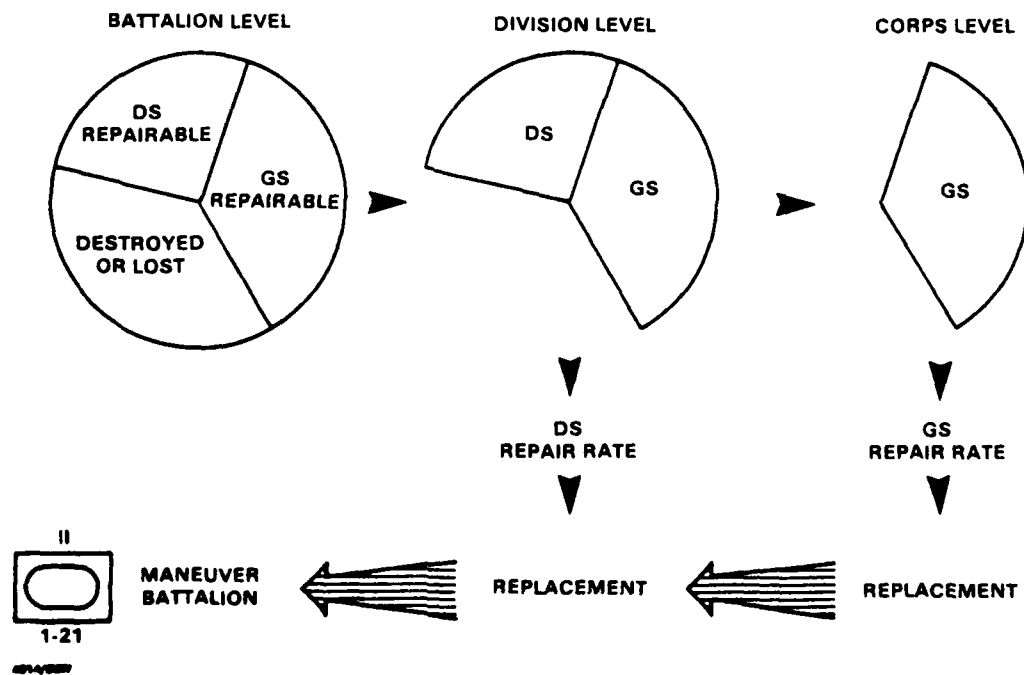 BATTALION LEVEL
DIVISION LEVEL
CORPS LEVEL
DS
REPAIRABLE
GS
REPAIRABLE
DESTROYED
OR LOST
DS
GS
GS
DS
REPAIR RATE
GS
REPAIR RATE
II
1-21
MANEUVER
BATTALION
REPLACEMENT
REPLACEMENT